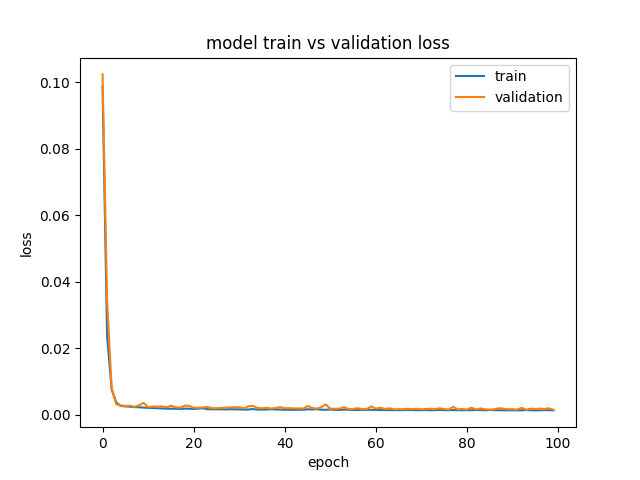 model train vs validation loss
train
validation
loss
0.10
0.08
0.06
0.04
0.02
0.00
0 20 40 60 80 100
epoch